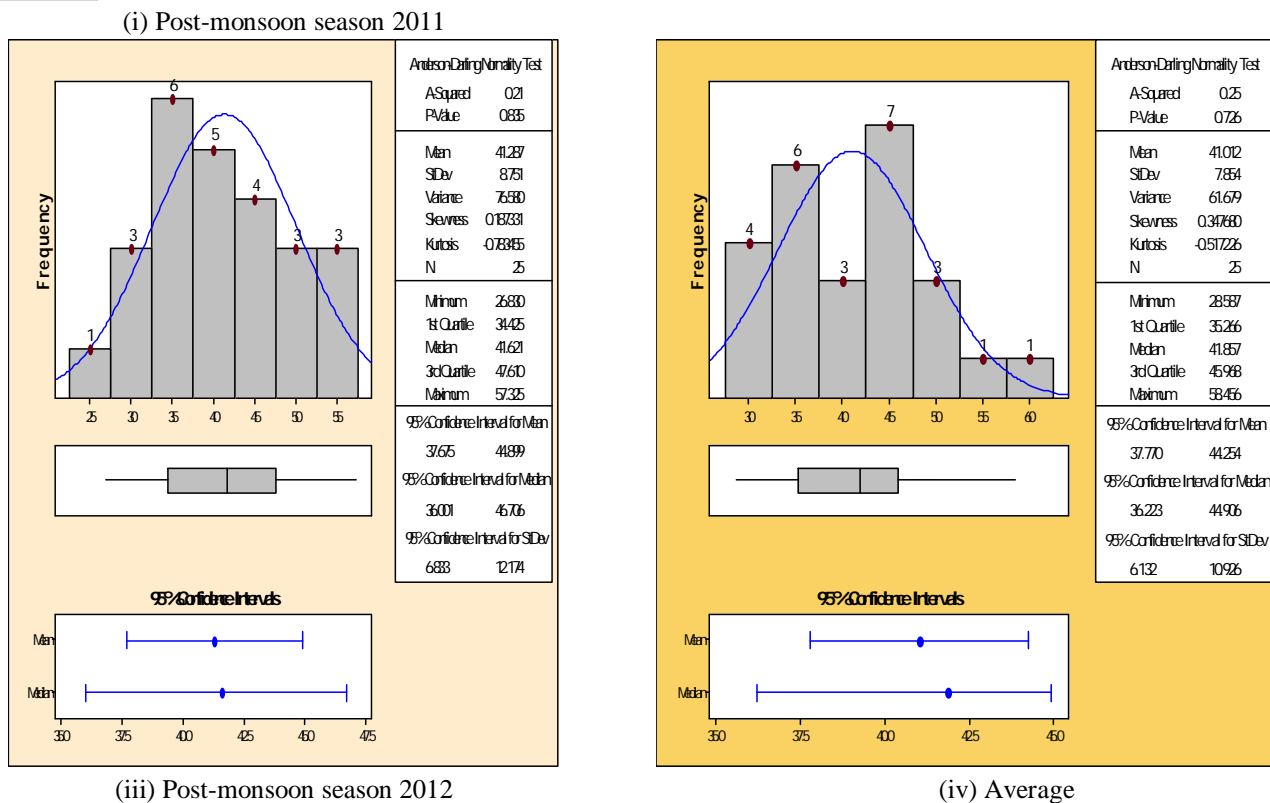 (i) Post-monsoon season 2011
Anderson-Darling Normality Test
A-Squared 0.21
P-Value 0.835
Mean 41.287
StDev 8.751
Variance 76.580
Skewness 0.187331
Kurtosis -0.783455
N 25
Minimum 26.830
1st Quartile 34.425
Median 41.621
3rd Quartile 47.610
Maximum 57.325
95% Confidence Interval for Mean
37.675 44.899
95% Confidence Interval for Median
36.001 46.706
95% Confidence Interval for StDev
6.833 12.174
Frequency
1 3 6 5 4 3 3
25 30 35 40 45 50 55
95% Confidence Intervals
Mean
Median
35.0 37.5 40.0 42.5 45.0 47.5
(iii) Post-monsoon season 2012
Anderson-Darling Normality Test
A-Squared 0.25
P-Value 0.726
Mean 41.012
StDev 7.854
Variance 61.679
Skewness 0.347680
Kurtosis -0.517226
N 25
Minimum 28.587
1st Quartile 35.266
Median 41.857
3rd Quartile 45.968
Maximum 58.456
95% Confidence Interval for Mean
37.770 44.254
95% Confidence Interval for Median
36.223 44.906
95% Confidence Interval for StDev
6.132 10.926
Frequency
4 6 3 7 3 1 1
30 35 40 45 50 55 60
95% Confidence Intervals
Mean
Median
35.0 37.5 40.0 42.5 45.0
(iv) Average